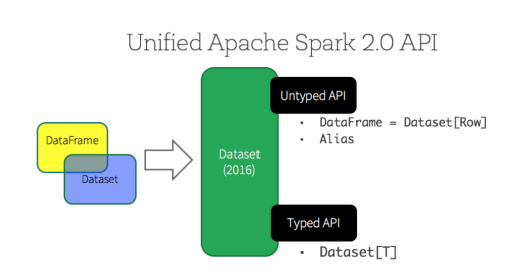 Unified Apache Spark 2.0 API
DataFrame
Dataset
Dataset
(2016)
Untyped API
• DataFrame = Dataset[Row]
• Alias
Typed API
• Dataset[T]